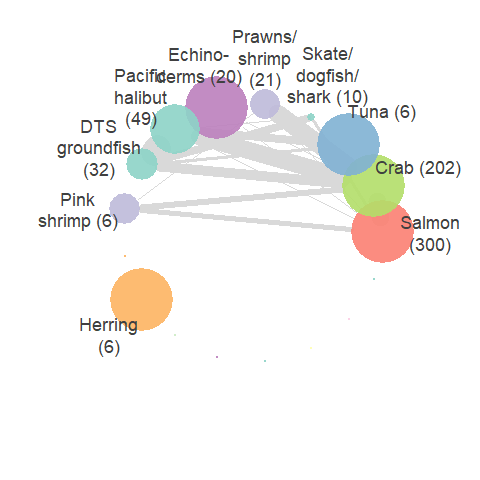 Prawns/
shrimp
(21)
Skate/
dogfish/
shark (10)
Echino-
derms (20)
Pacific
halibut
(49)
Tuna (6)
DTS
groundfish
(32)
Crab (202)
Pink
shrimp (6)
Salmon
(300)
Herring
(6)